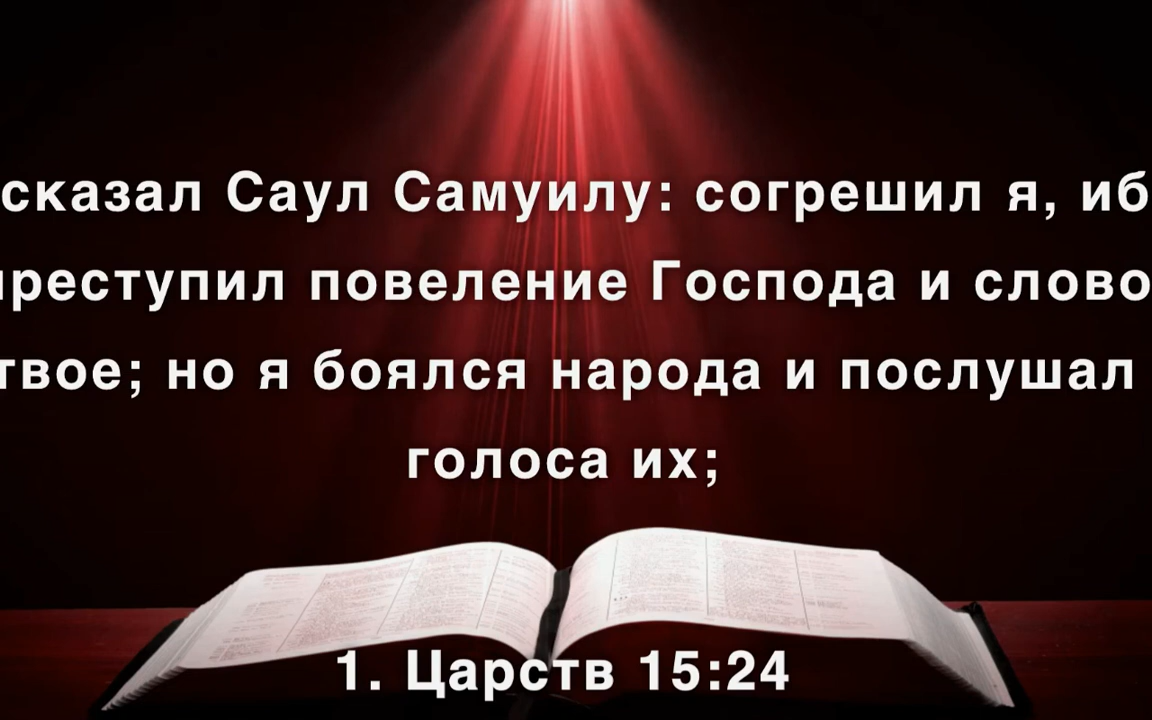 сказал Саул Самуилу: согрешил я, иб
преступил повеление Господа и слово
твое; но я боялся народа и послушал
голоса их;
1. Царств 15:24